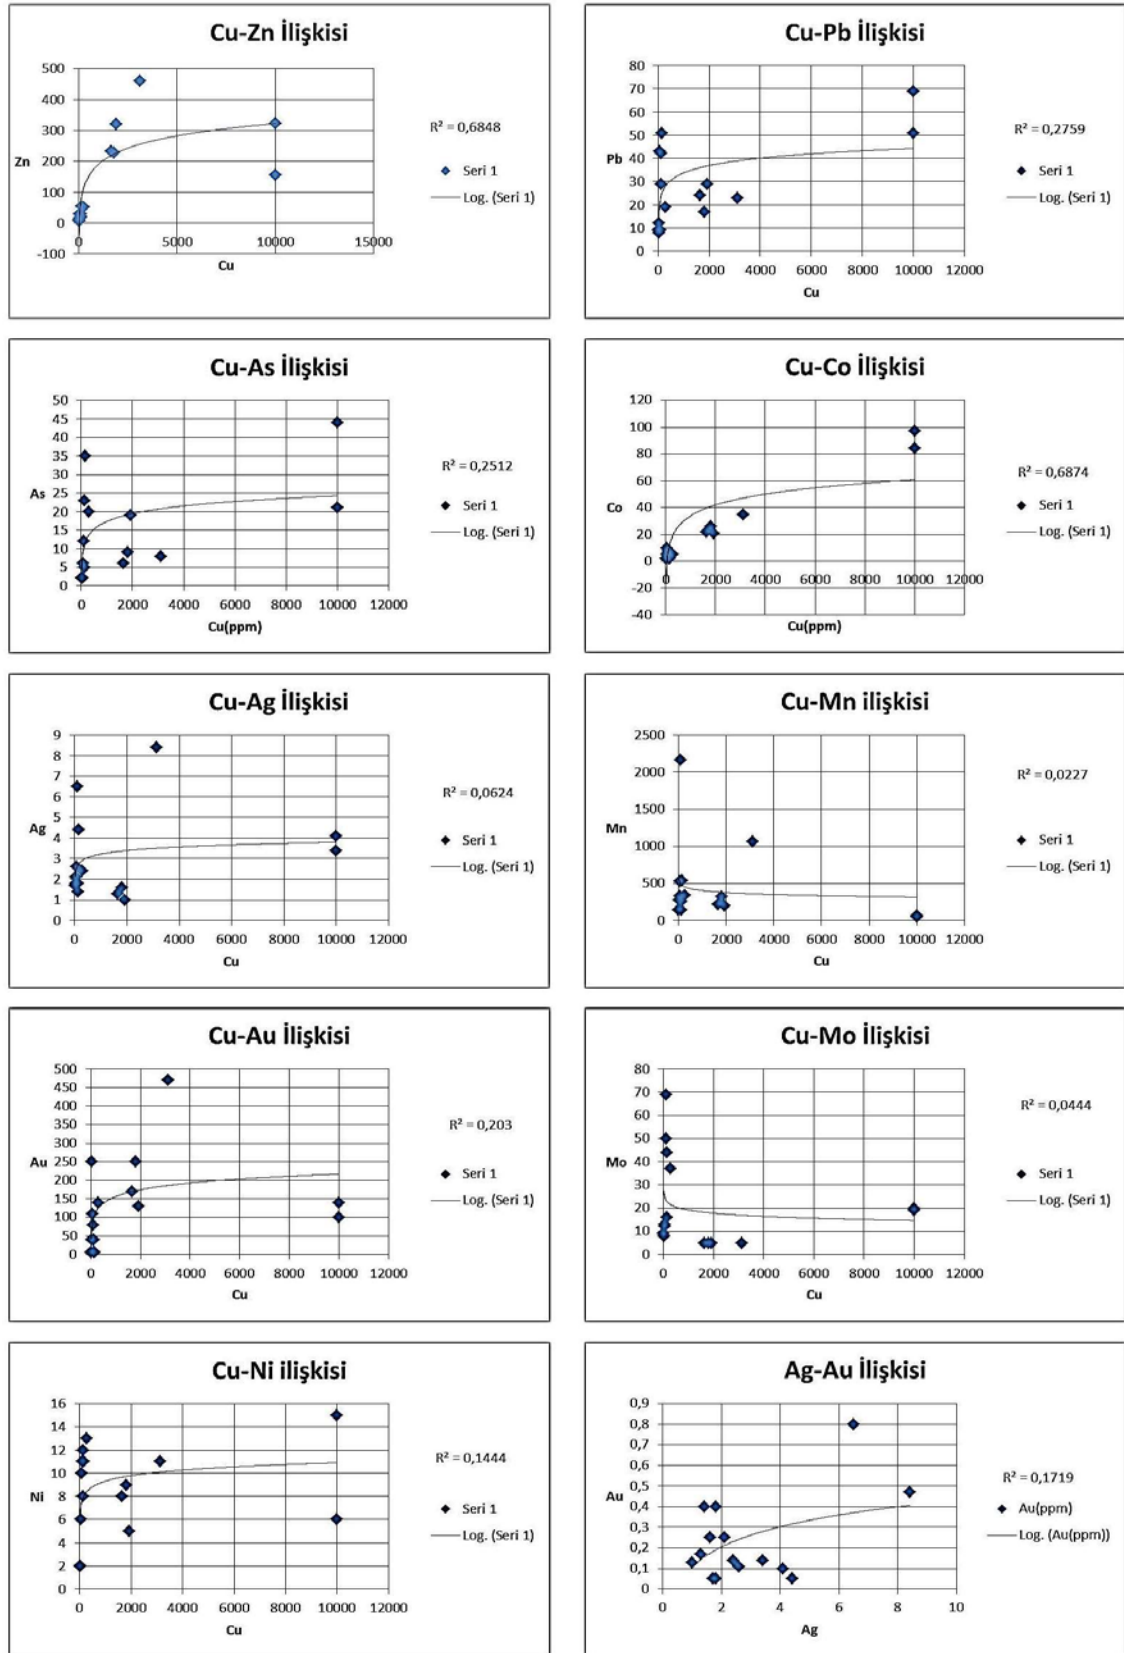 Cu-Zn İlişkisi
500
400
300
200
100
0
-100
Zn
0 5000 10000 15000
Cu
R² = 0,6848
Seri 1
Log. (Seri 1)
Cu-Pb İlişkisi
80
70
60
50
40
30
20
10
0
Pb
0 2000 4000 6000 8000 10000 12000
Cu
R² = 0,2759
Seri 1
Log. (Seri 1)
Cu-As İlişkisi
50
45
40
35
30
25
20
15
10
5
0
As
0 2000 4000 6000 8000 10000 12000
Cu(ppm)
R² = 0,2512
Seri 1
Log. (Seri 1)
Cu-Co İlişkisi
120
100
80
60
40
20
0
-20
-40
Co
0 2000 4000 6000 8000 10000 12000
Cu(ppm)
R² = 0,6874
Seri 1
Log. (Seri 1)
Cu-Ag İlişkisi
9
8
7
6
5
4
3
2
1
0
Ag
0 2000 4000 6000 8000 10000 12000
Cu
R² = 0,0624
Seri 1
Log. (Seri 1)
Cu-Mn ilişkisi
2500
2000
1500
1000
500
0
Mn
0 2000 4000 6000 8000 10000 12000
Cu
R² = 0,0227
Seri 1
Log. (Seri 1)
Cu-Au İlişkisi
500
450
400
350
300
250
200
150
100
50
0
Au
0 2000 4000 6000 8000 10000 12000
Cu
R² = 0,203
Seri 1
Log. (Seri 1)
Cu-Mo İlişkisi
80
70
60
50
40
30
20
10
0
Mo
0 2000 4000 6000 8000 10000 12000
Cu
R² = 0,0444
Seri 1
Log. (Seri 1)
Cu-Ni ilişkisi
16
14
12
10
8
6
4
2
0
Ni
0 2000 4000 6000 8000 10000 12000
Cu
R² = 0,1444
Seri 1
Log. (Seri 1)
Ag-Au İlişkisi
0,9
0,8
0,7
0,6
0,5
0,4
0,3
0,2
0,1
0
Au
0 2 4 6 8 10
Ag
R² = 0,1719
Au(ppm)
Log. (Au(ppm))